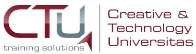 CTU
training solutions
Creative &
Technology
Universitas